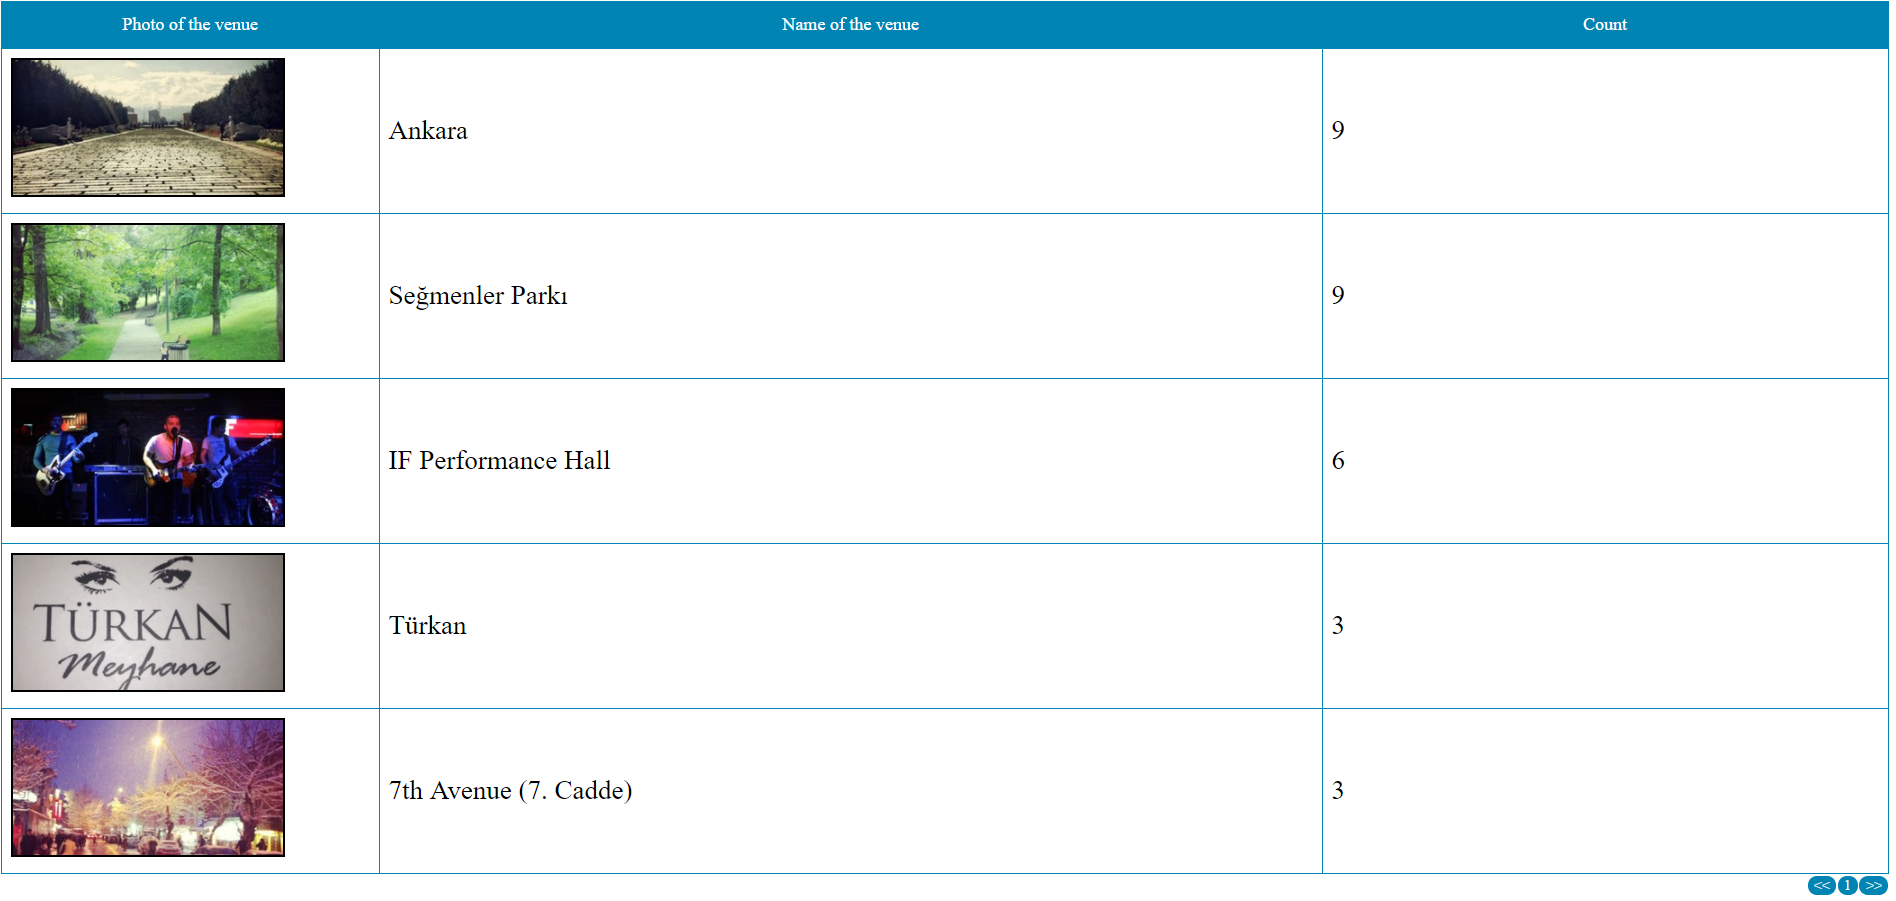 Photo of the venue Name of the venue Count
Ankara 9
Seğmenler Parkı 9
F
IF Performance Hall 6
TÜRKAN
Meyhane
Türkan 3
7th Avenue (7. Cadde) 3
<< 1 >>